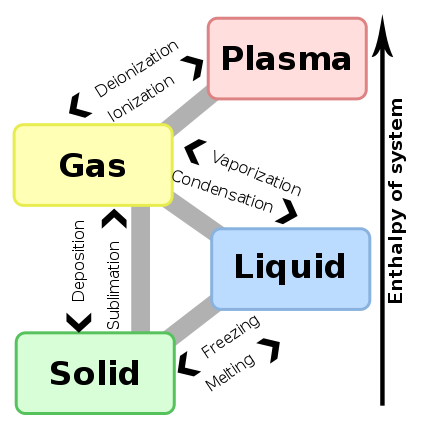 Plasma
Deionization
Ionization
Gas
Vaporization
Condensation
Enthalpy of system
Deposition
Sublimation
Liquid
Freezing
Melting
Solid